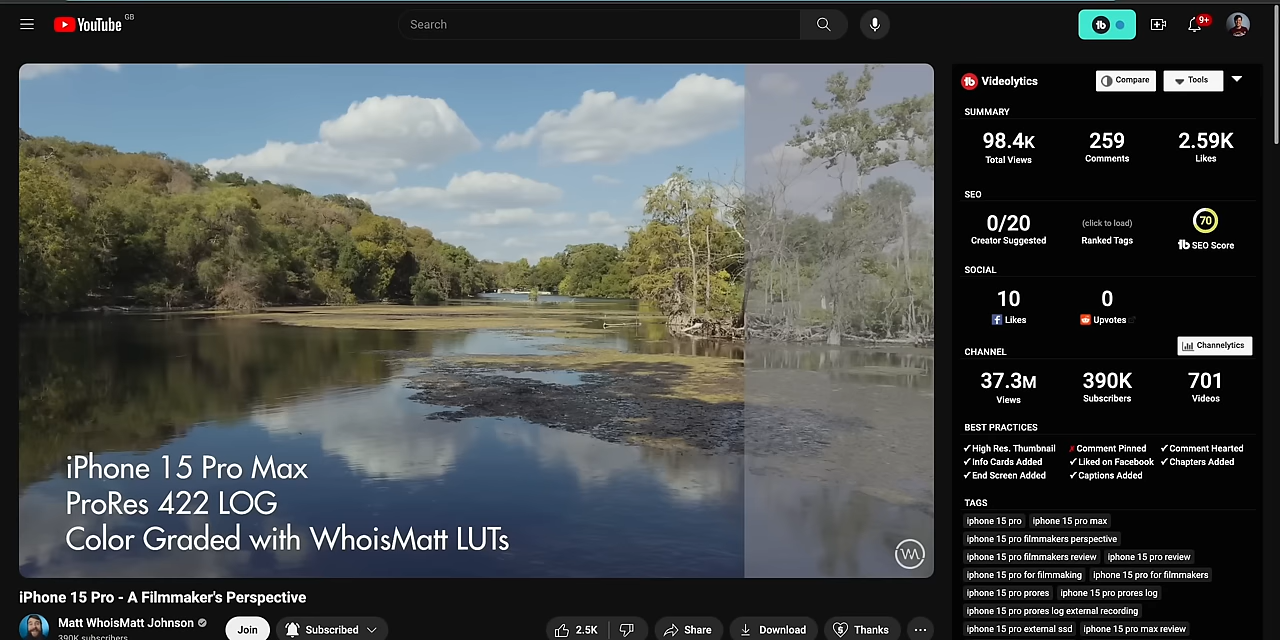 YouTube GB
Search
9+
iPhone 15 Pro Max
ProRes 422 LOG
Color Graded with WhoisMatt LUTs
iPhone 15 Pro - A Filmmaker's Perspective
Matt WhoisMatt Johnson
390K subscribers
Join
Subscribed
2.5K
Share
Download
Thanks
Videolytics
Compare
Tools
SUMMARY
98.4K 259 2.59K
Total Views Comments Likes
SEO
0/20 (click to load) 70
Creator Suggested Ranked Tags tb SEO Score
SOCIAL
10 0
Likes Upvotes
CHANNEL
Channelytics
37.3M 390K 701
Views Subscribers Videos
BEST PRACTICES
✓High Res. Thumbnail ✗Comment Pinned ✓Comment Hearted
✓Info Cards Added ✓Liked on Facebook ✓Chapters Added
✓End Screen Added ✓Captions Added
TAGS
iphone 15 pro iphone 15 pro max
iphone 15 pro filmmakers perspective
iphone 15 pro filmmakers review iphone 15 pro review
iphone 15 pro for filmmaking iphone 15 pro for filmmakers
iphone 15 pro prores iphone 15 pro prores log
iphone 15 pro prores log external recording
iphone 15 pro external ssd iphone 15 pro max review